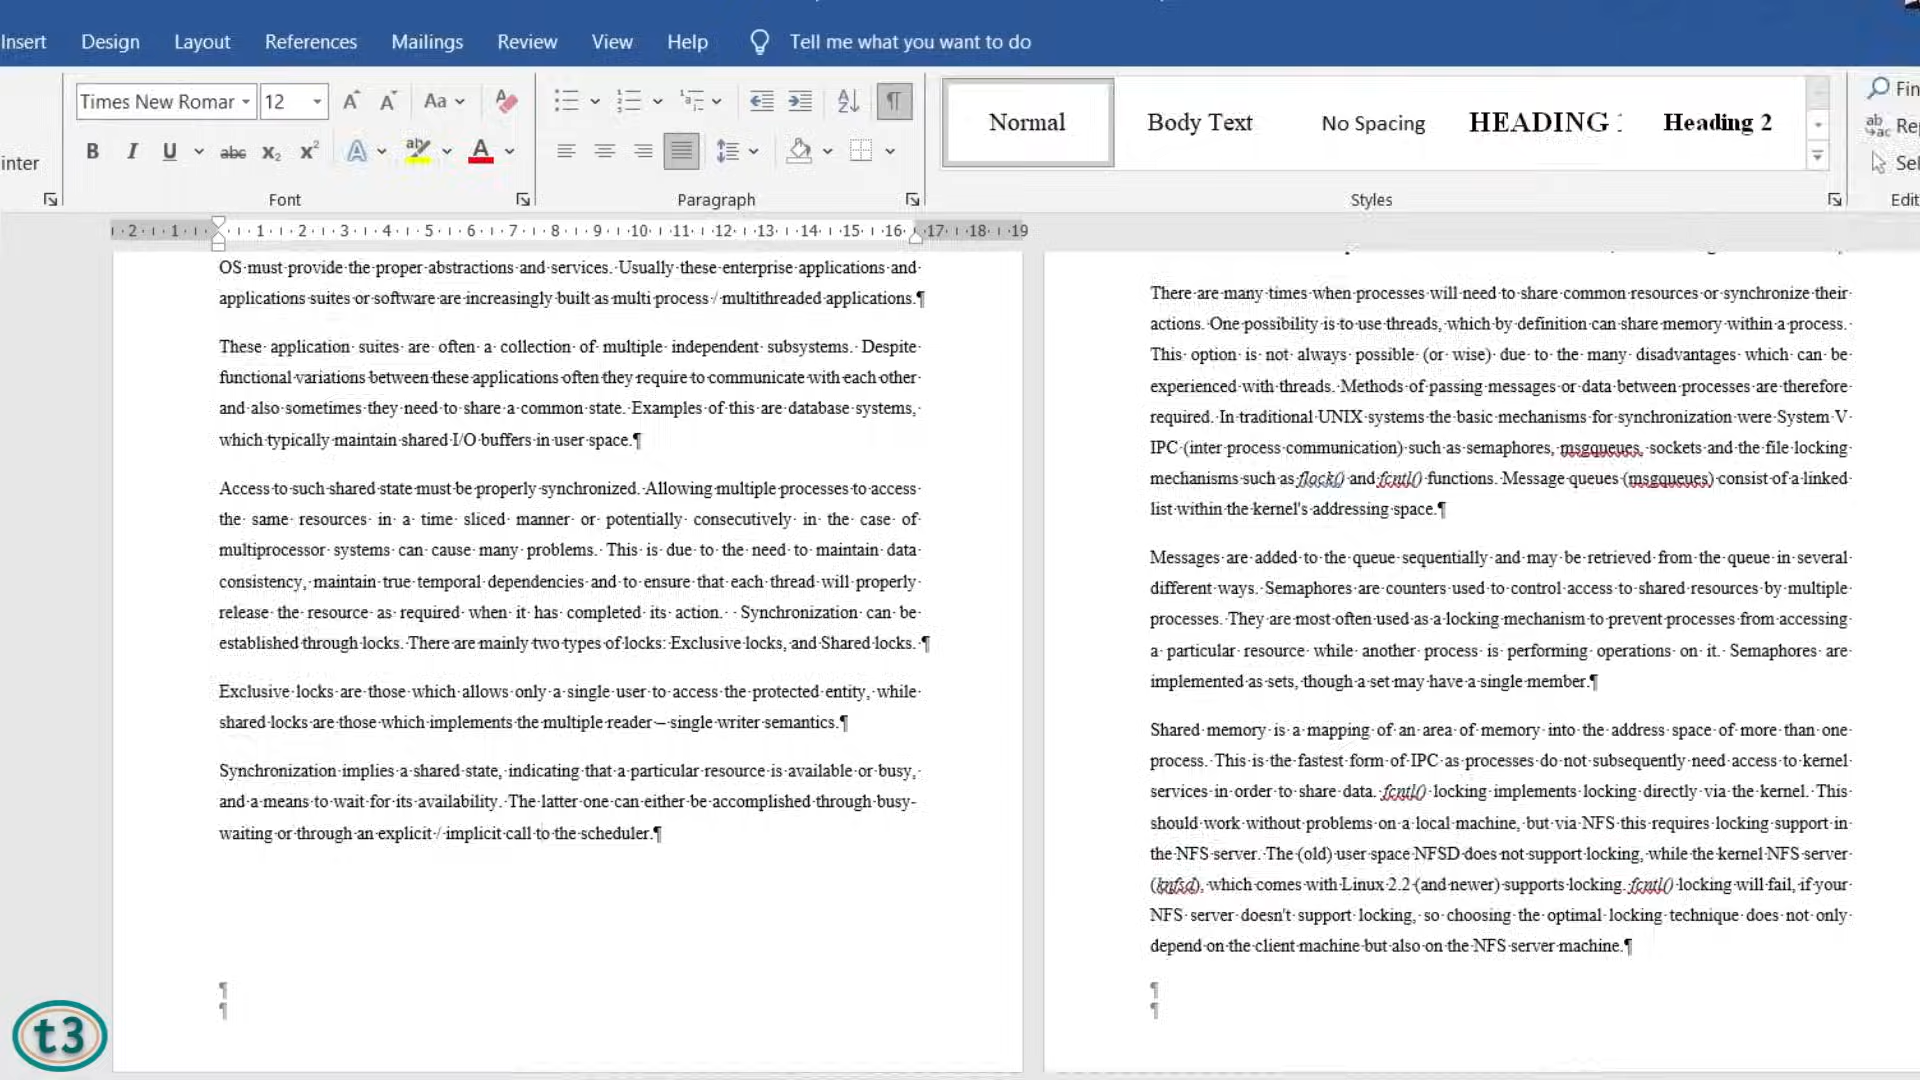 Insert Design Layout References Mailings Review View Help Tell me what you want to do
Times New Romar 12 Aa
inter B I U abc X₂ X² A aby A
Font
Paragraph
Normal Body Text No Spacing HEADING 1 Heading 2
Styles
Fin
Rep
Sel
Edit
2 1 1 2 3 4 5 6 7 8 9 10 11 12 13 14 15 16 17 18 19
OS must provide the proper abstractions and services. Usually these enterprise applications and
applications suites or software are increasingly built as multi process / multithreaded applications.¶
These application suites are often a collection of multiple independent subsystems. Despite
functional variations between these applications often they require to communicate with each other
and also sometimes they need to share a common state. Examples of this are database systems,
which typically maintain shared I/O buffers in user space.¶
Access to such shared state must be properly synchronized. Allowing multiple processes to access
the same resources in a time sliced manner or potentially consecutively in the case of
multiprocessor systems can cause many problems. This is due to the need to maintain data
consistency, maintain true temporal dependencies and to ensure that each thread will properly
release the resource as required when it has completed its action. Synchronization can be
established through locks. There are mainly two types of locks: Exclusive locks, and Shared locks. ¶
Exclusive locks are those which allows only a single user to access the protected entity, while
shared locks are those which implements the multiple reader – single writer semantics.¶
Synchronization implies a shared state, indicating that a particular resource is available or busy,
and a means to wait for its availability. The latter one can either be accomplished through busy-
waiting or through an explicit / implicit call to the scheduler.¶
¶
¶
There are many times when processes will need to share common resources or synchronize their
actions. One possibility is to use threads, which by definition can share memory within a process.
This option is not always possible (or wise) due to the many disadvantages which can be
experienced with threads. Methods of passing messages or data between processes are therefore
required. In traditional UNIX systems the basic mechanisms for synchronization were System V
IPC (inter process communication) such as semaphores, msgqueues, sockets and the file locking
mechanisms such as flock() and fcntl() functions. Message queues (msgqueues) consist of a linked
list within the kernel's addressing space.¶
Messages are added to the queue sequentially and may be retrieved from the queue in several
different ways. Semaphores are counters used to control access to shared resources by multiple
processes. They are most often used as a locking mechanism to prevent processes from accessing
a particular resource while another process is performing operations on it. Semaphores are
implemented as sets, though a set may have a single member.¶
Shared memory is a mapping of an area of memory into the address space of more than one
process. This is the fastest form of IPC as processes do not subsequently need access to kernel
services in order to share data. fcntl() locking implements locking directly via the kernel. This
should work without problems on a local machine, but via NFS this requires locking support in
the NFS server. The (old) user space NFSD does not support locking, while the kernel NFS server
(knfsd), which comes with Linux 2.2 (and newer) supports locking. fcntl() locking will fail, if your
NFS server doesn't support locking, so choosing the optimal locking technique does not only
depend on the client machine but also on the NFS server machine.¶
¶
¶
t3